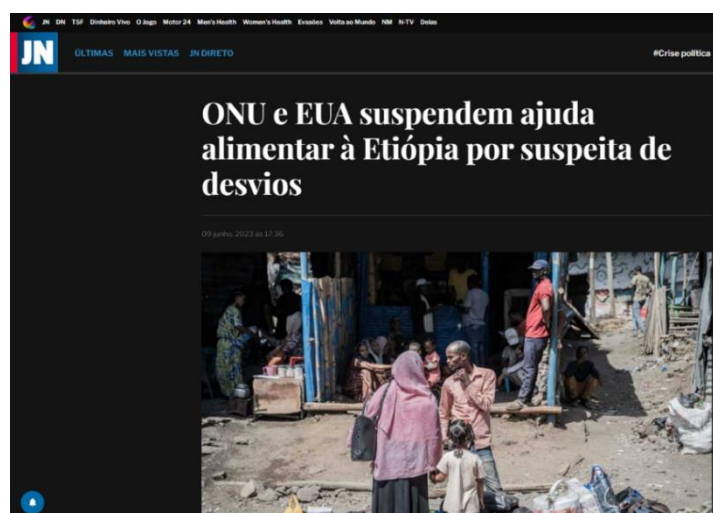 JN DN TSF Dinheiro Vivo O Jogo Motor 24 Men's Health Women's Health Evasões Volta ao Mundo NM N-TV Delas
JN ÚLTIMAS MAIS VISTAS JN DIRETO #Crise política
ONU e EUA suspendem ajuda
alimentar à Etiópia por suspeita de
desvios
09 junho, 2023 às 17:36